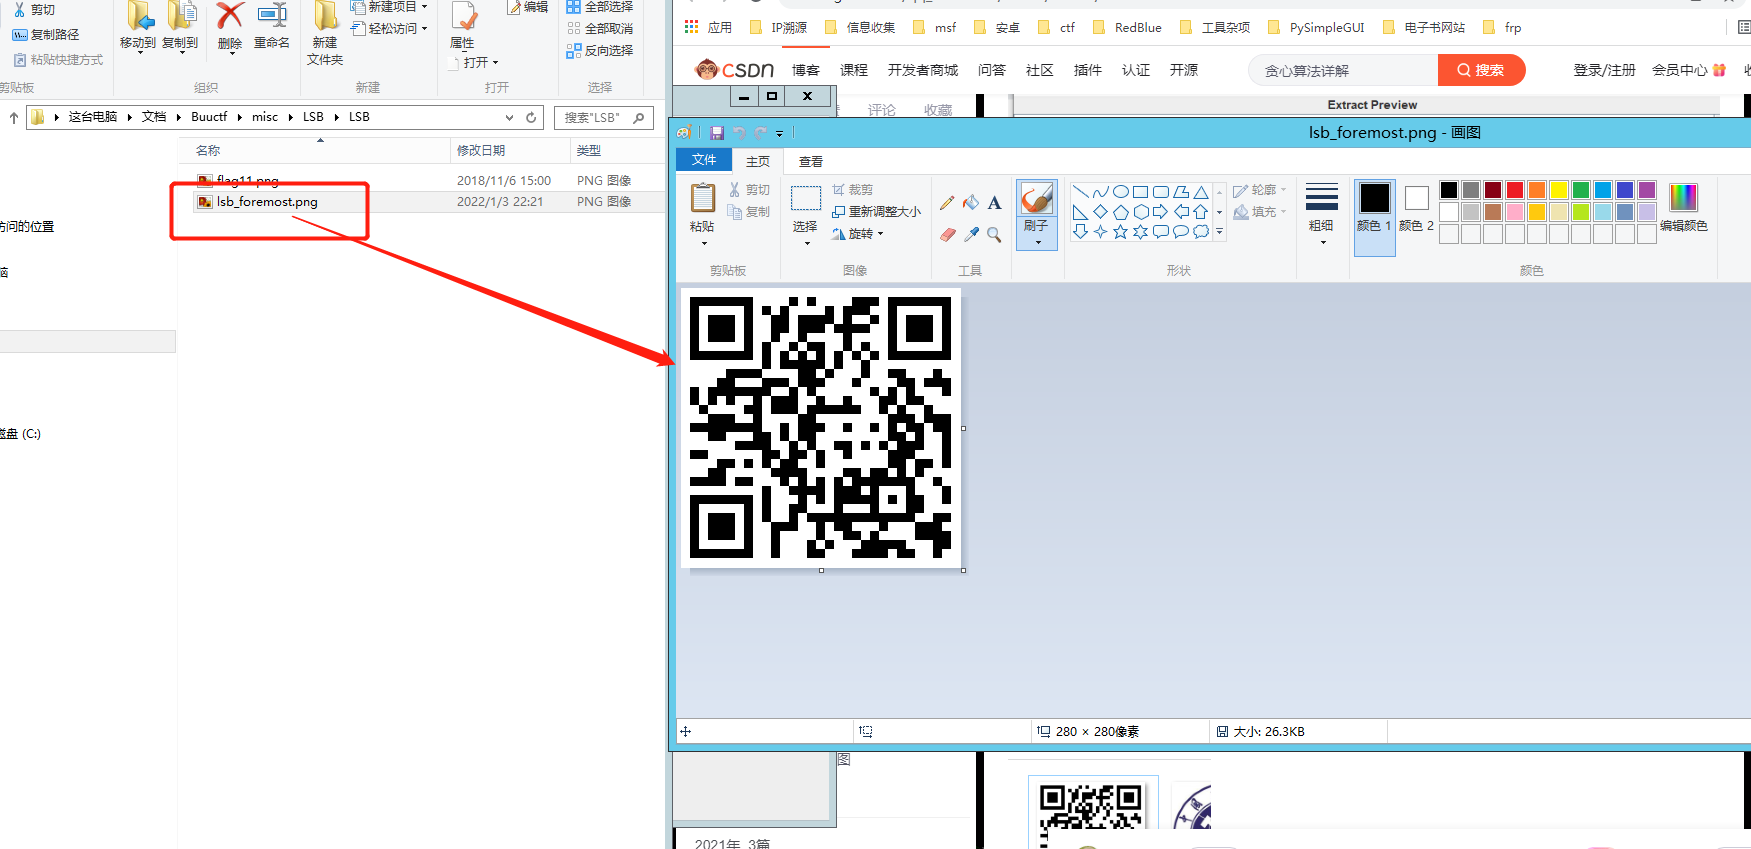 剪切
复制路径
粘贴快捷方式
剪贴板
移动到 复制到
删除 重命名
组织
新建项目
轻松访问
新建
文件夹
新建
属性
打开
编辑
打开
全部选择
全部取消
反向选择
选择
这台电脑 文档 Buuctf misc LSB LSB
搜索"LSB"
名称 修改日期 类型
flag11.png 2018/11/6 15:00 PNG 图像
lsb_foremost.png 2022/1/3 22:21 PNG 图像
访问的位置
脑
磁盘 (C:)
应用 IP溯源 信息收集 msf 安卓 ctf RedBlue 工具杂项 PySimpleGUI 电子书网站 frp
CSDN 博客 课程 开发者商城 问答 社区 插件 认证 开源 贪心算法详解 搜索 登录/注册 会员中心
评论 收藏
Extract Preview
lsb_foremost.png - 画图
文件 主页 查看
粘贴
剪切
复制
剪贴板
选择
裁剪
重新调整大小
旋转
图像
A
工具
刷子
形状
轮廓
填充
粗细
颜色 1 颜色 2
编辑颜色
颜色
280 × 280像素 大小: 26.3KB
图
2021年 3篇